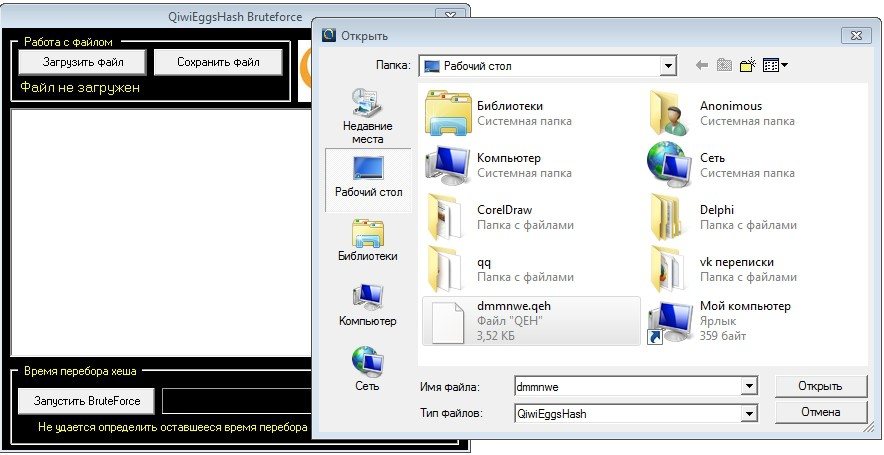 QiwiEggsHash Bruteforce
Работа с файлом
Загрузить файл
Сохранить файл
Файл не загружен
Время перебора хеша
Запустить BruteForce
Не удается определить оставшееся время перебора
Открыть
Папка:
Рабочий стол
Недавние
места
Рабочий стол
Библиотеки
Компьютер
Сеть
Библиотеки
Системная папка
Anonimous
Системная папка
Компьютер
Системная папка
Сеть
Системная папка
CorelDraw
Папка с файлами
Delphi
Папка с файлами
qq
Папка с файлами
vk переписки
Папка с файлами
dmmnwe.qeh
Файл "QEH"
3,52 КБ
Мой компьютер
Ярлык
359 байт
Имя файла:
dmmnwe
Открыть
Тип файлов:
QiwiEggsHash
Отмена